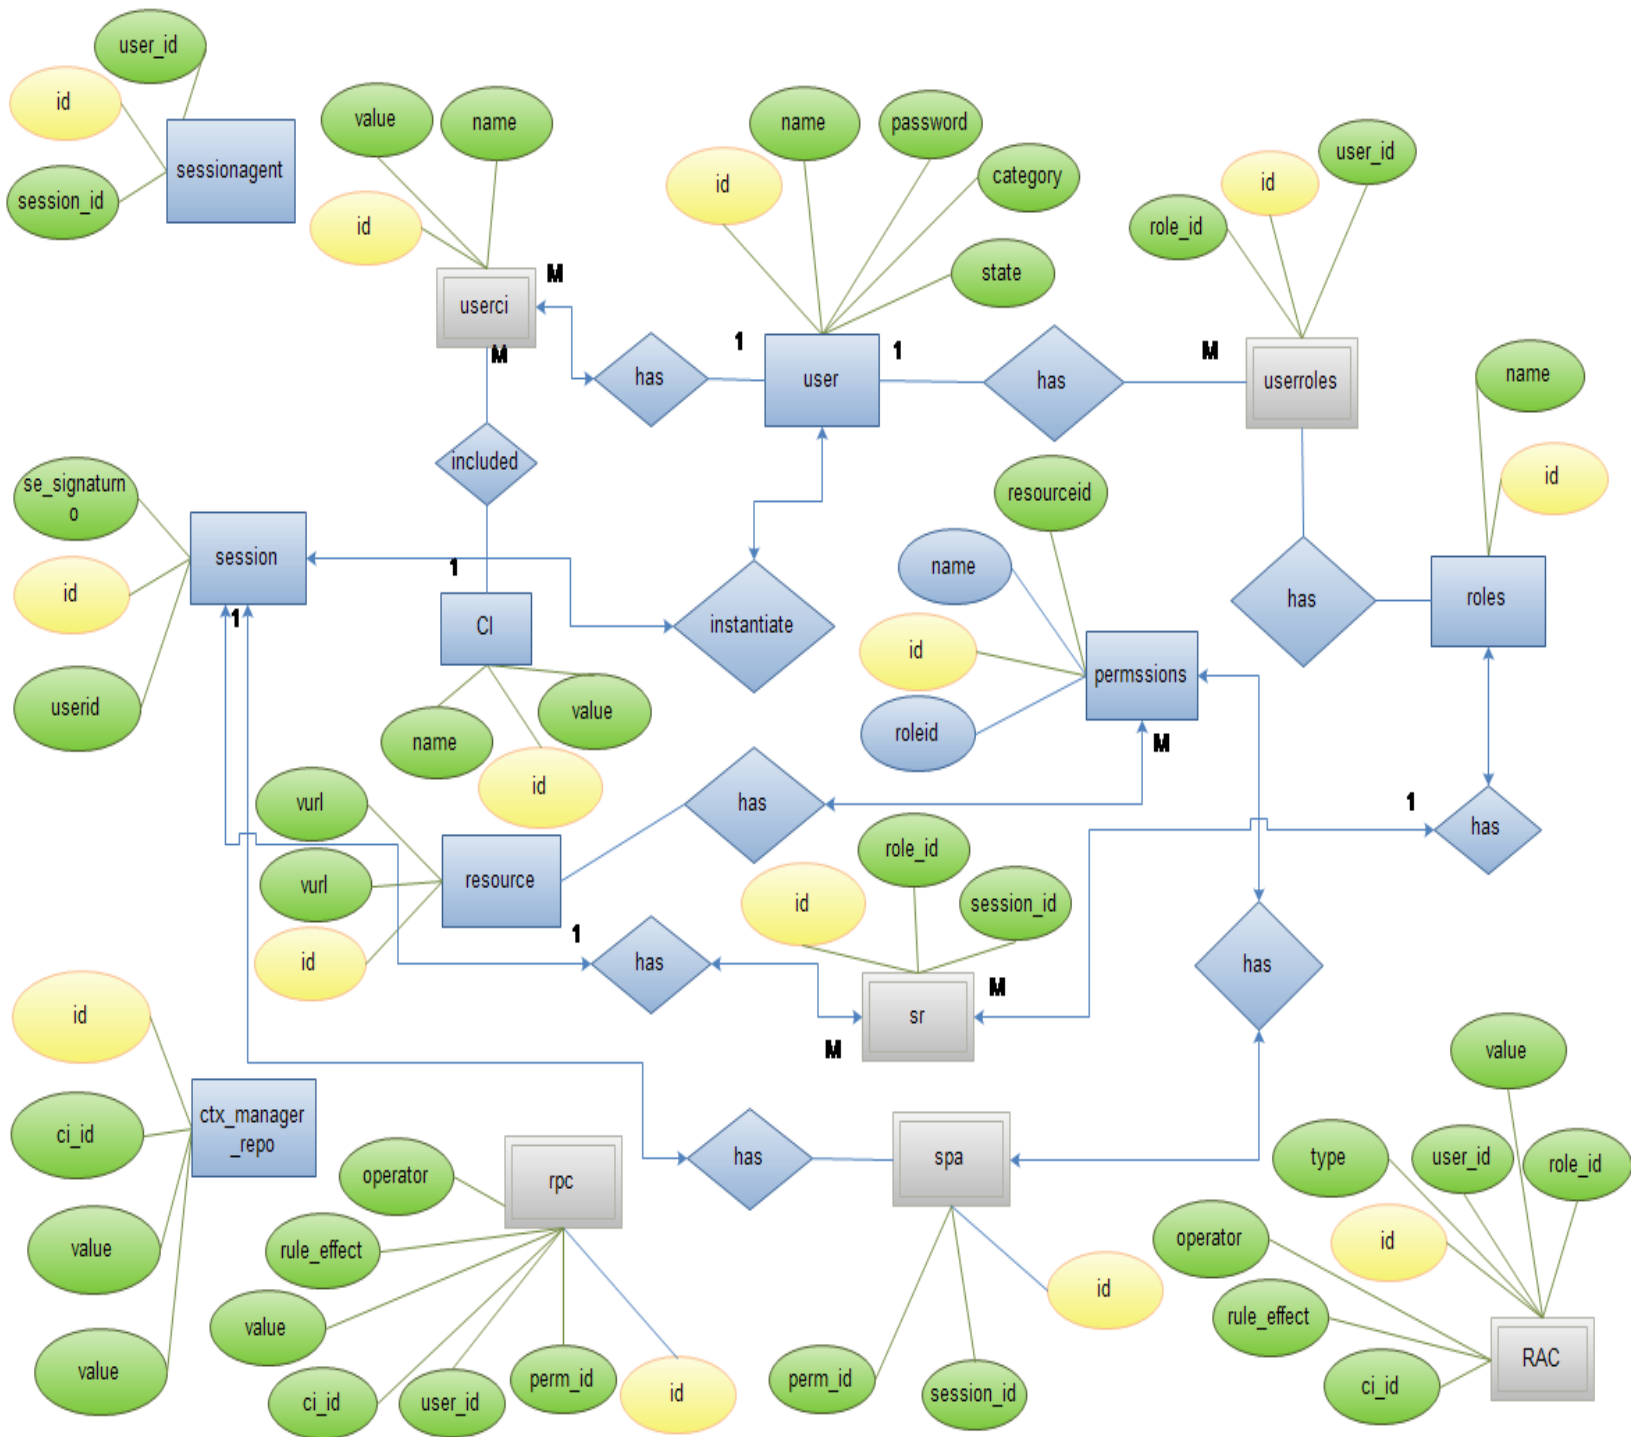 user_id
id
session_id
sessionagent
value
name
id
userci
M
M
name
password
id
category
state
user
1
1
has
has
M
user_id
id
role_id
userroles
name
id
roles
has
included
se_signaturn
o
id
userid
session
1
1
CI
name
value
id
instantiate
resourceid
name
id
roleid
permssions
M
has
1
has
vurl
vurl
id
resource
1
has
role_id
id
session_id
sr
M
M
has
id
ci_id
value
value
ctx_manager
_repo
operator
rule_effect
value
ci_id
user_id
perm_id
id
rpc
has
spa
perm_id
session_id
id
value
type
user_id
role_id
id
operator
rule_effect
ci_id
RAC